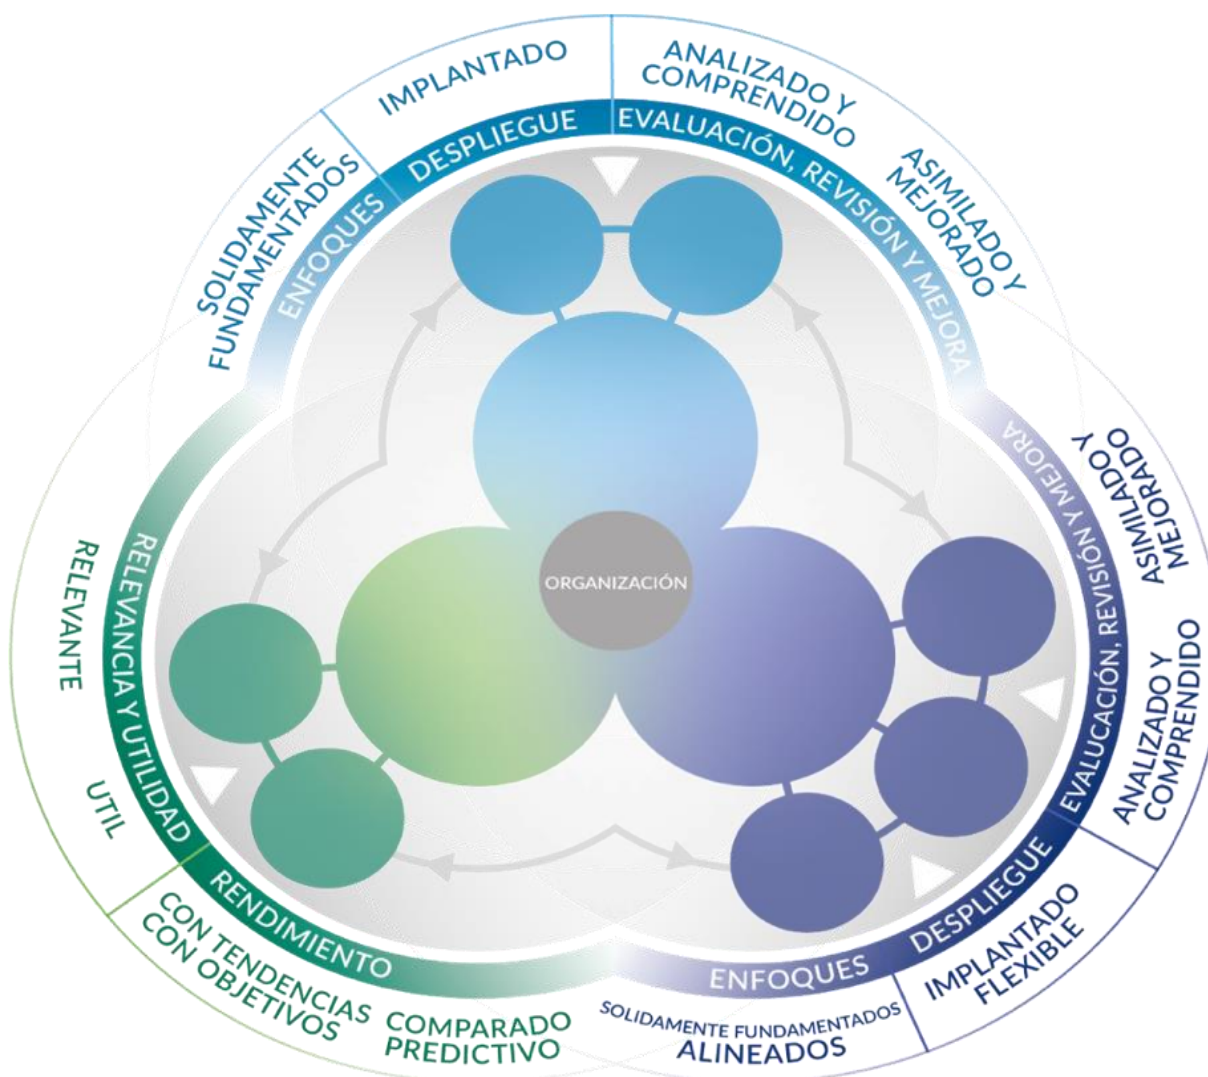 SOLIDAMENTE
FUNDAMENTADOS
IMPLANTADO
ANALIZADO Y
COMPRENDIDO
ASIMILADO Y
MEJORADO
ENFOQUES
DESPLIEGUE
EVALUACIÓN, REVISIÓN Y MEJORA
ORGANIZACIÓN
ASIMILADO Y
MEJORADO
ANALIZADO Y
COMPRENDIDO
EVALUCACIÓN, REVISIÓN Y MEJORA
DESPLIEGUE
IMPLANTADO
FLEXIBLE
ENFOQUES
SOLIDAMENTE FUNDAMENTADOS
ALINEADOS
RELEVANCIA Y UTILIDAD
RELEVANTE
UTIL
RENDIMIENTO
CON TENDENCIAS
CON OBJETIVOS
COMPARADO
PREDICTIVO